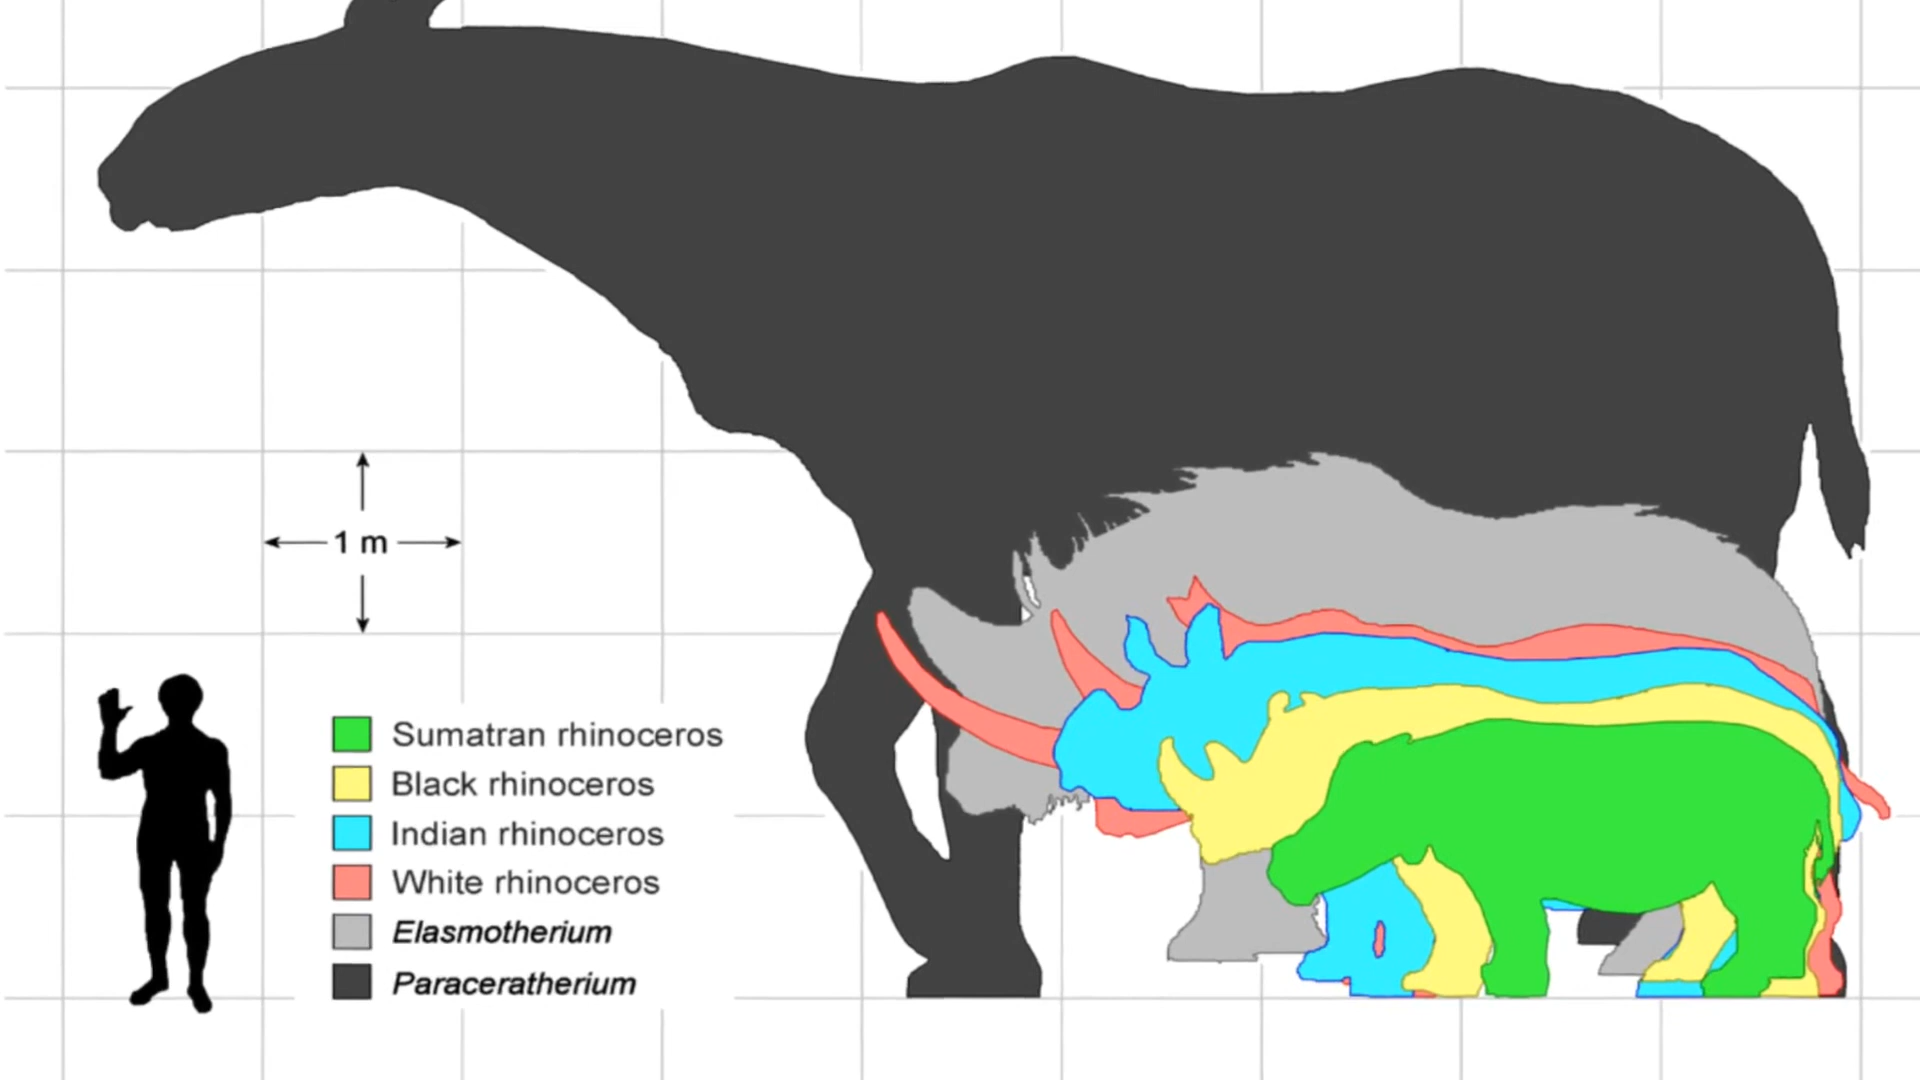 1 m
Sumatran rhinoceros
Black rhinoceros
Indian rhinoceros
White rhinoceros
Elasmotherium
Paraceratherium